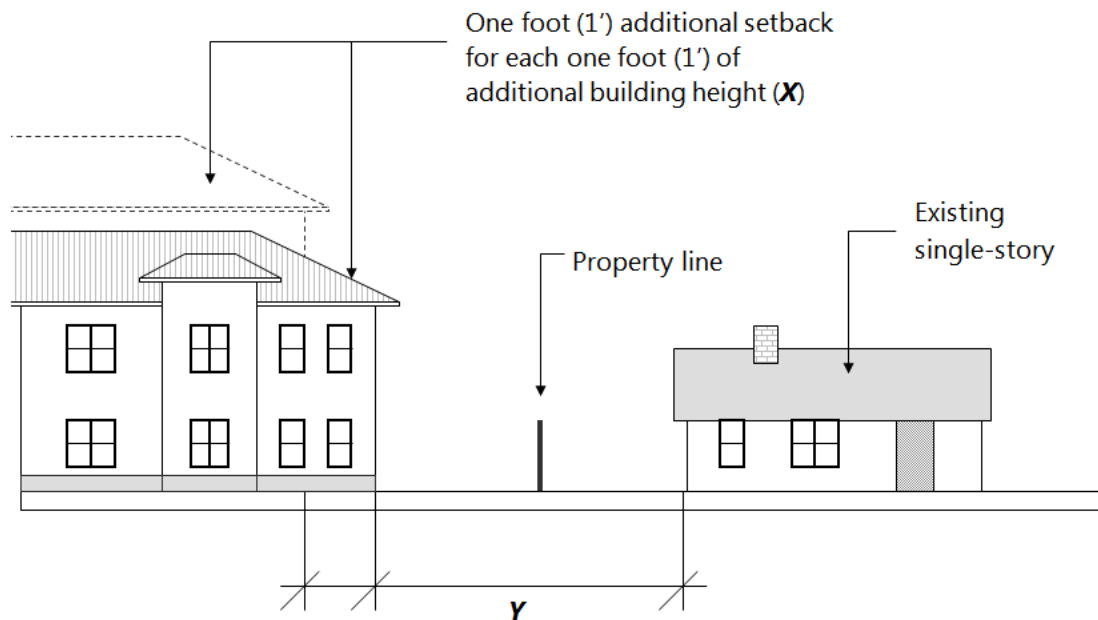 One foot (1’) additional setback
for each one foot (1’) of
additional building height (X)
Existing
single-story
Property line
Y